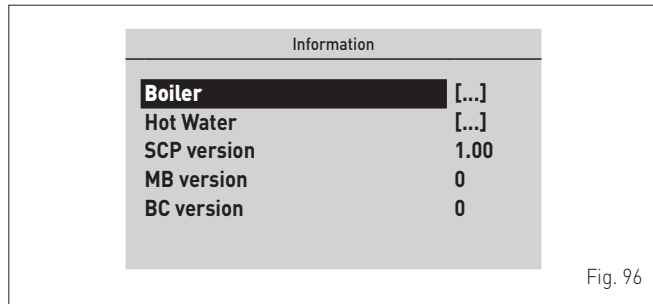 Information
Boiler [...]
Hot Water [...]
SCP version 1.00
MB version 0
BC version 0
Fig. 96